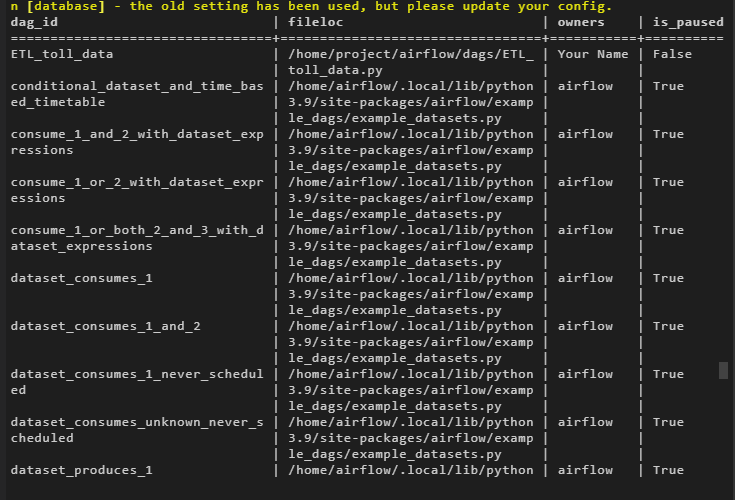 n [database] - the old setting has been used, but please update your config.
dag_id                          | fileloc                        | owners    | is_paused
================================+================================+===========+==========
ETL_toll_data                   | /home/project/airflow/dags/ETL_ | Your Name | False
                                | toll_data.py                   |           |
conditional_dataset_and_time_bas | /home/airflow/.local/lib/python | airflow   | True
ed_timetable                    | 3.9/site-packages/airflow/examp |           |
                                | le_dags/example_datasets.py    |           |
consume_1_and_2_with_dataset_exp | /home/airflow/.local/lib/python | airflow   | True
ressions                        | 3.9/site-packages/airflow/examp |           |
                                | le_dags/example_datasets.py    |           |
consume_1_or_2_with_dataset_expr | /home/airflow/.local/lib/python | airflow   | True
essions                         | 3.9/site-packages/airflow/examp |           |
                                | le_dags/example_datasets.py    |           |
consume_1_or_both_2_and_3_with_d | /home/airflow/.local/lib/python | airflow   | True
ataset_expressions              | 3.9/site-packages/airflow/examp |           |
                                | le_dags/example_datasets.py    |           |
dataset_consumes_1              | /home/airflow/.local/lib/python | airflow   | True
                                | 3.9/site-packages/airflow/examp |           |
                                | le_dags/example_datasets.py    |           |
dataset_consumes_1_and_2        | /home/airflow/.local/lib/python | airflow   | True
                                | 3.9/site-packages/airflow/examp |           |
                                | le_dags/example_datasets.py    |           |
dataset_consumes_1_never_schedul | /home/airflow/.local/lib/python | airflow   | True
ed                              | 3.9/site-packages/airflow/examp |           |
                                | le_dags/example_datasets.py    |           |
dataset_consumes_unknown_never_s | /home/airflow/.local/lib/python | airflow   | True
cheduled                        | 3.9/site-packages/airflow/examp |           |
                                | le_dags/example_datasets.py    |           |
dataset_produces_1              | /home/airflow/.local/lib/python | airflow   | True